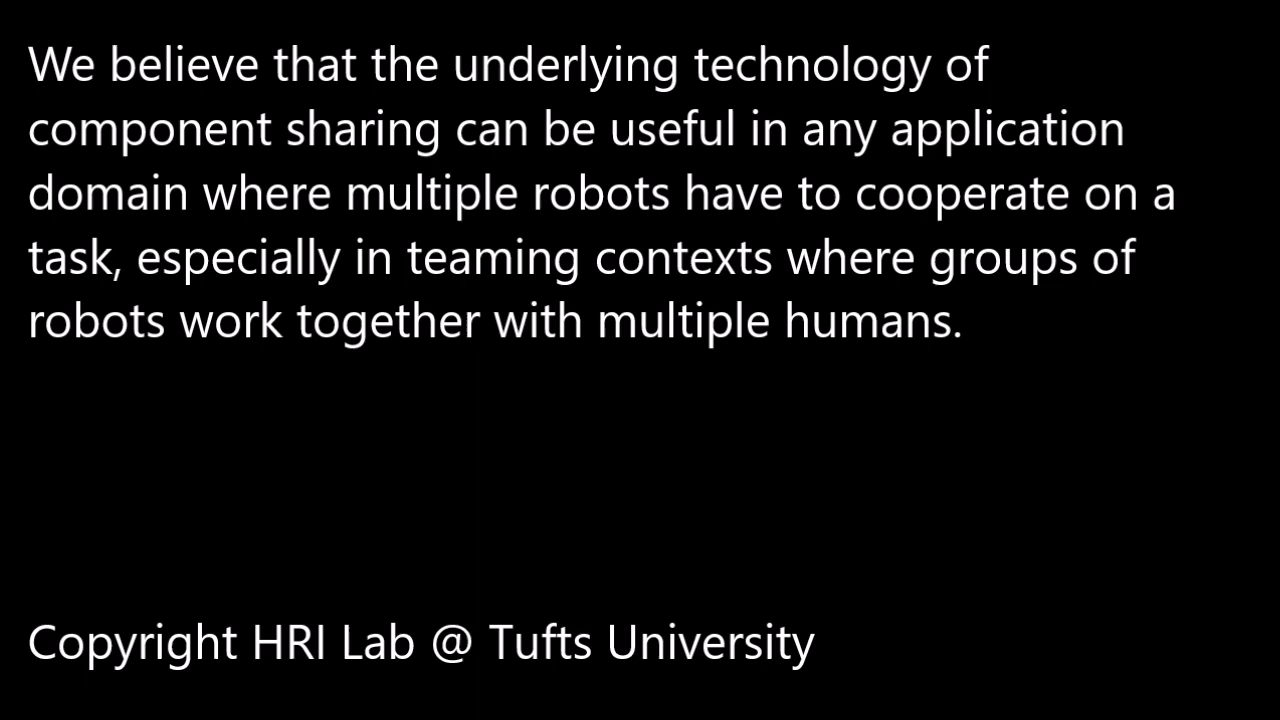 We believe that the underlying technology of
component sharing can be useful in any application
domain where multiple robots have to cooperate on a
task, especially in teaming contexts where groups of
robots work together with multiple humans.
Copyright HRI Lab @ Tufts University